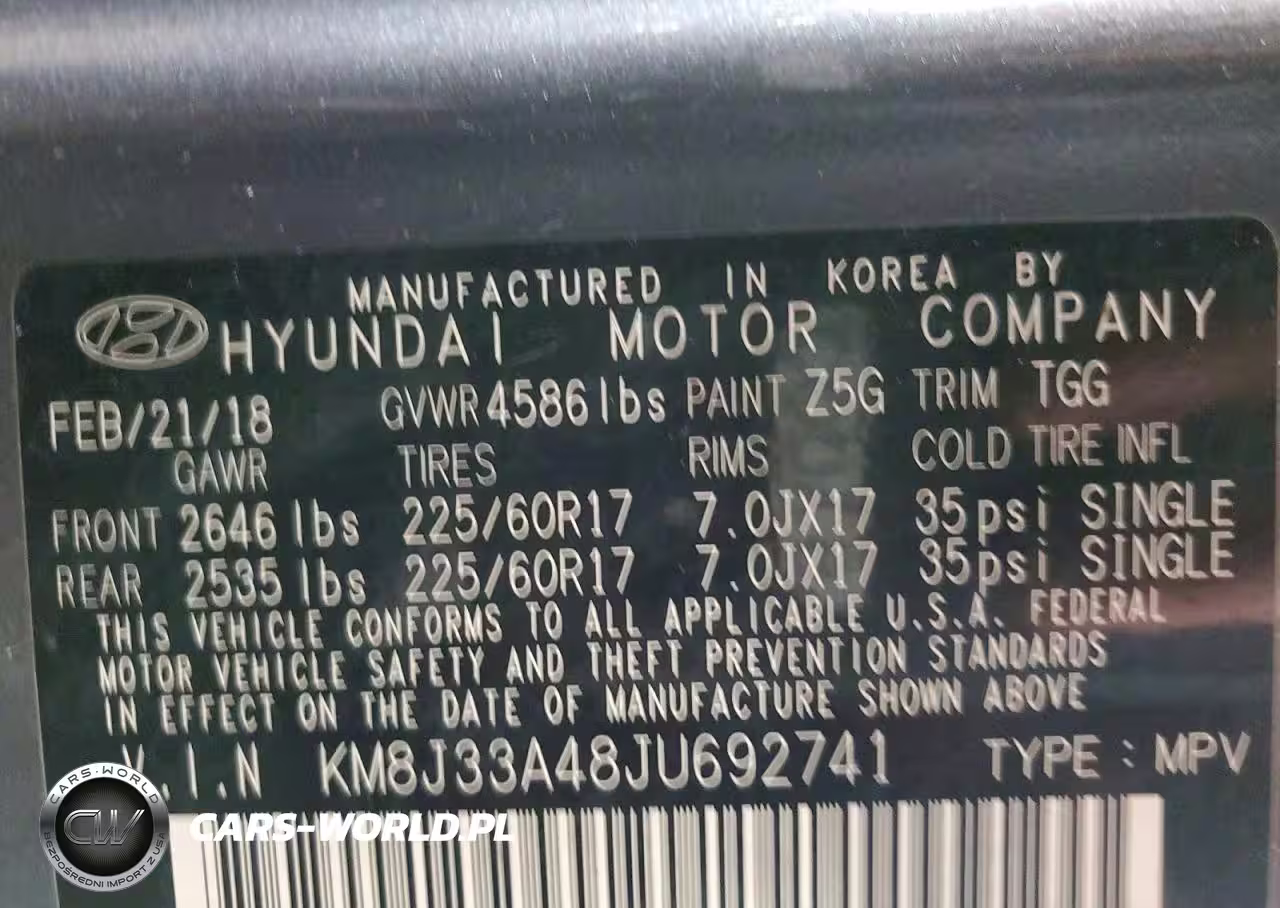 MANUFACTURED IN KOREA BY
HYUNDAI MOTOR COMPANY
FEB/21/18 GVWR 4586 lbs PAINT Z5G TRIM TGG
GAWR TIRES RIMS COLD TIRE INFL
FRONT 2646 lbs 225/60R17 7.0JX17 35psi SINGLE
REAR 2535 lbs 225/60R17 7.0JX17 35psi SINGLE
THIS VEHICLE CONFORMS TO ALL APPLICABLE U.S.A. FEDERAL
MOTOR VEHICLE SAFETY AND THEFT PREVENTION STANDARDS
IN EFFECT ON THE DATE OF MANUFACTURE SHOWN ABOVE
V.I.N KM8J33A48JU692741 TYPE : MPV
CARS-WORLD
CW
BEZPOŚREDNI IMPORT Z USA
CARS-WORLD.PL